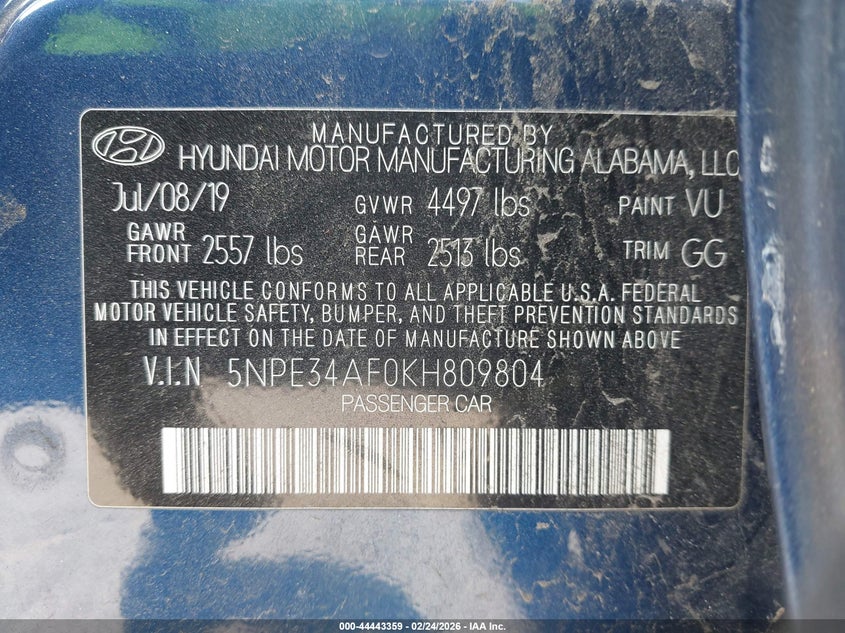 MANUFACTURED BY
HYUNDAI MOTOR MANUFACTURING ALABAMA, LLC
Jul/08/19 GVWR 4497 lbs PAINT VU
GAWR FRONT 2557 lbs GAWR REAR 2513 lbs TRIM GG
THIS VEHICLE CONFORMS TO ALL APPLICABLE U.S.A. FEDERAL
MOTOR VEHICLE SAFETY, BUMPER, AND THEFT PREVENTION STANDARDS
IN EFFECT ON THE DATE OF MANUFACTURE SHOWN ABOVE
V.I.N 5NPE34AF0KH809804
PASSENGER CAR
000-44443359 | 02/24/2026 - IAA Inc.